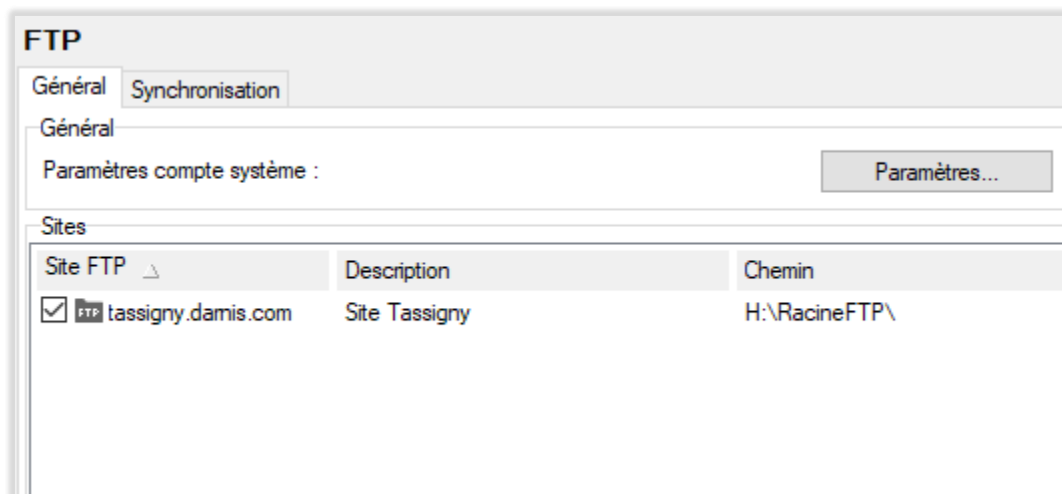 FTP
Général Synchronisation
Général
Paramètres compte système : Paramètres...
Sites
Site FTP Description Chemin
FTP tassigny.damis.com Site Tassigny H:\RacineFTP\